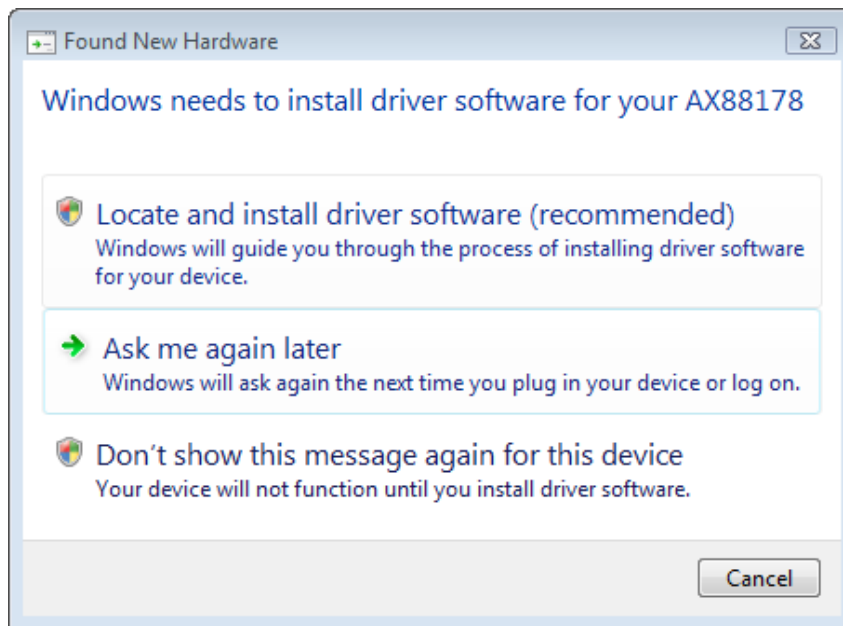 Found New Hardware
Windows needs to install driver software for your AX88178
Locate and install driver software (recommended)
Windows will guide you through the process of installing driver software
for your device.
Ask me again later
Windows will ask again the next time you plug in your device or log on.
Don't show this message again for this device
Your device will not function until you install driver software.
Cancel